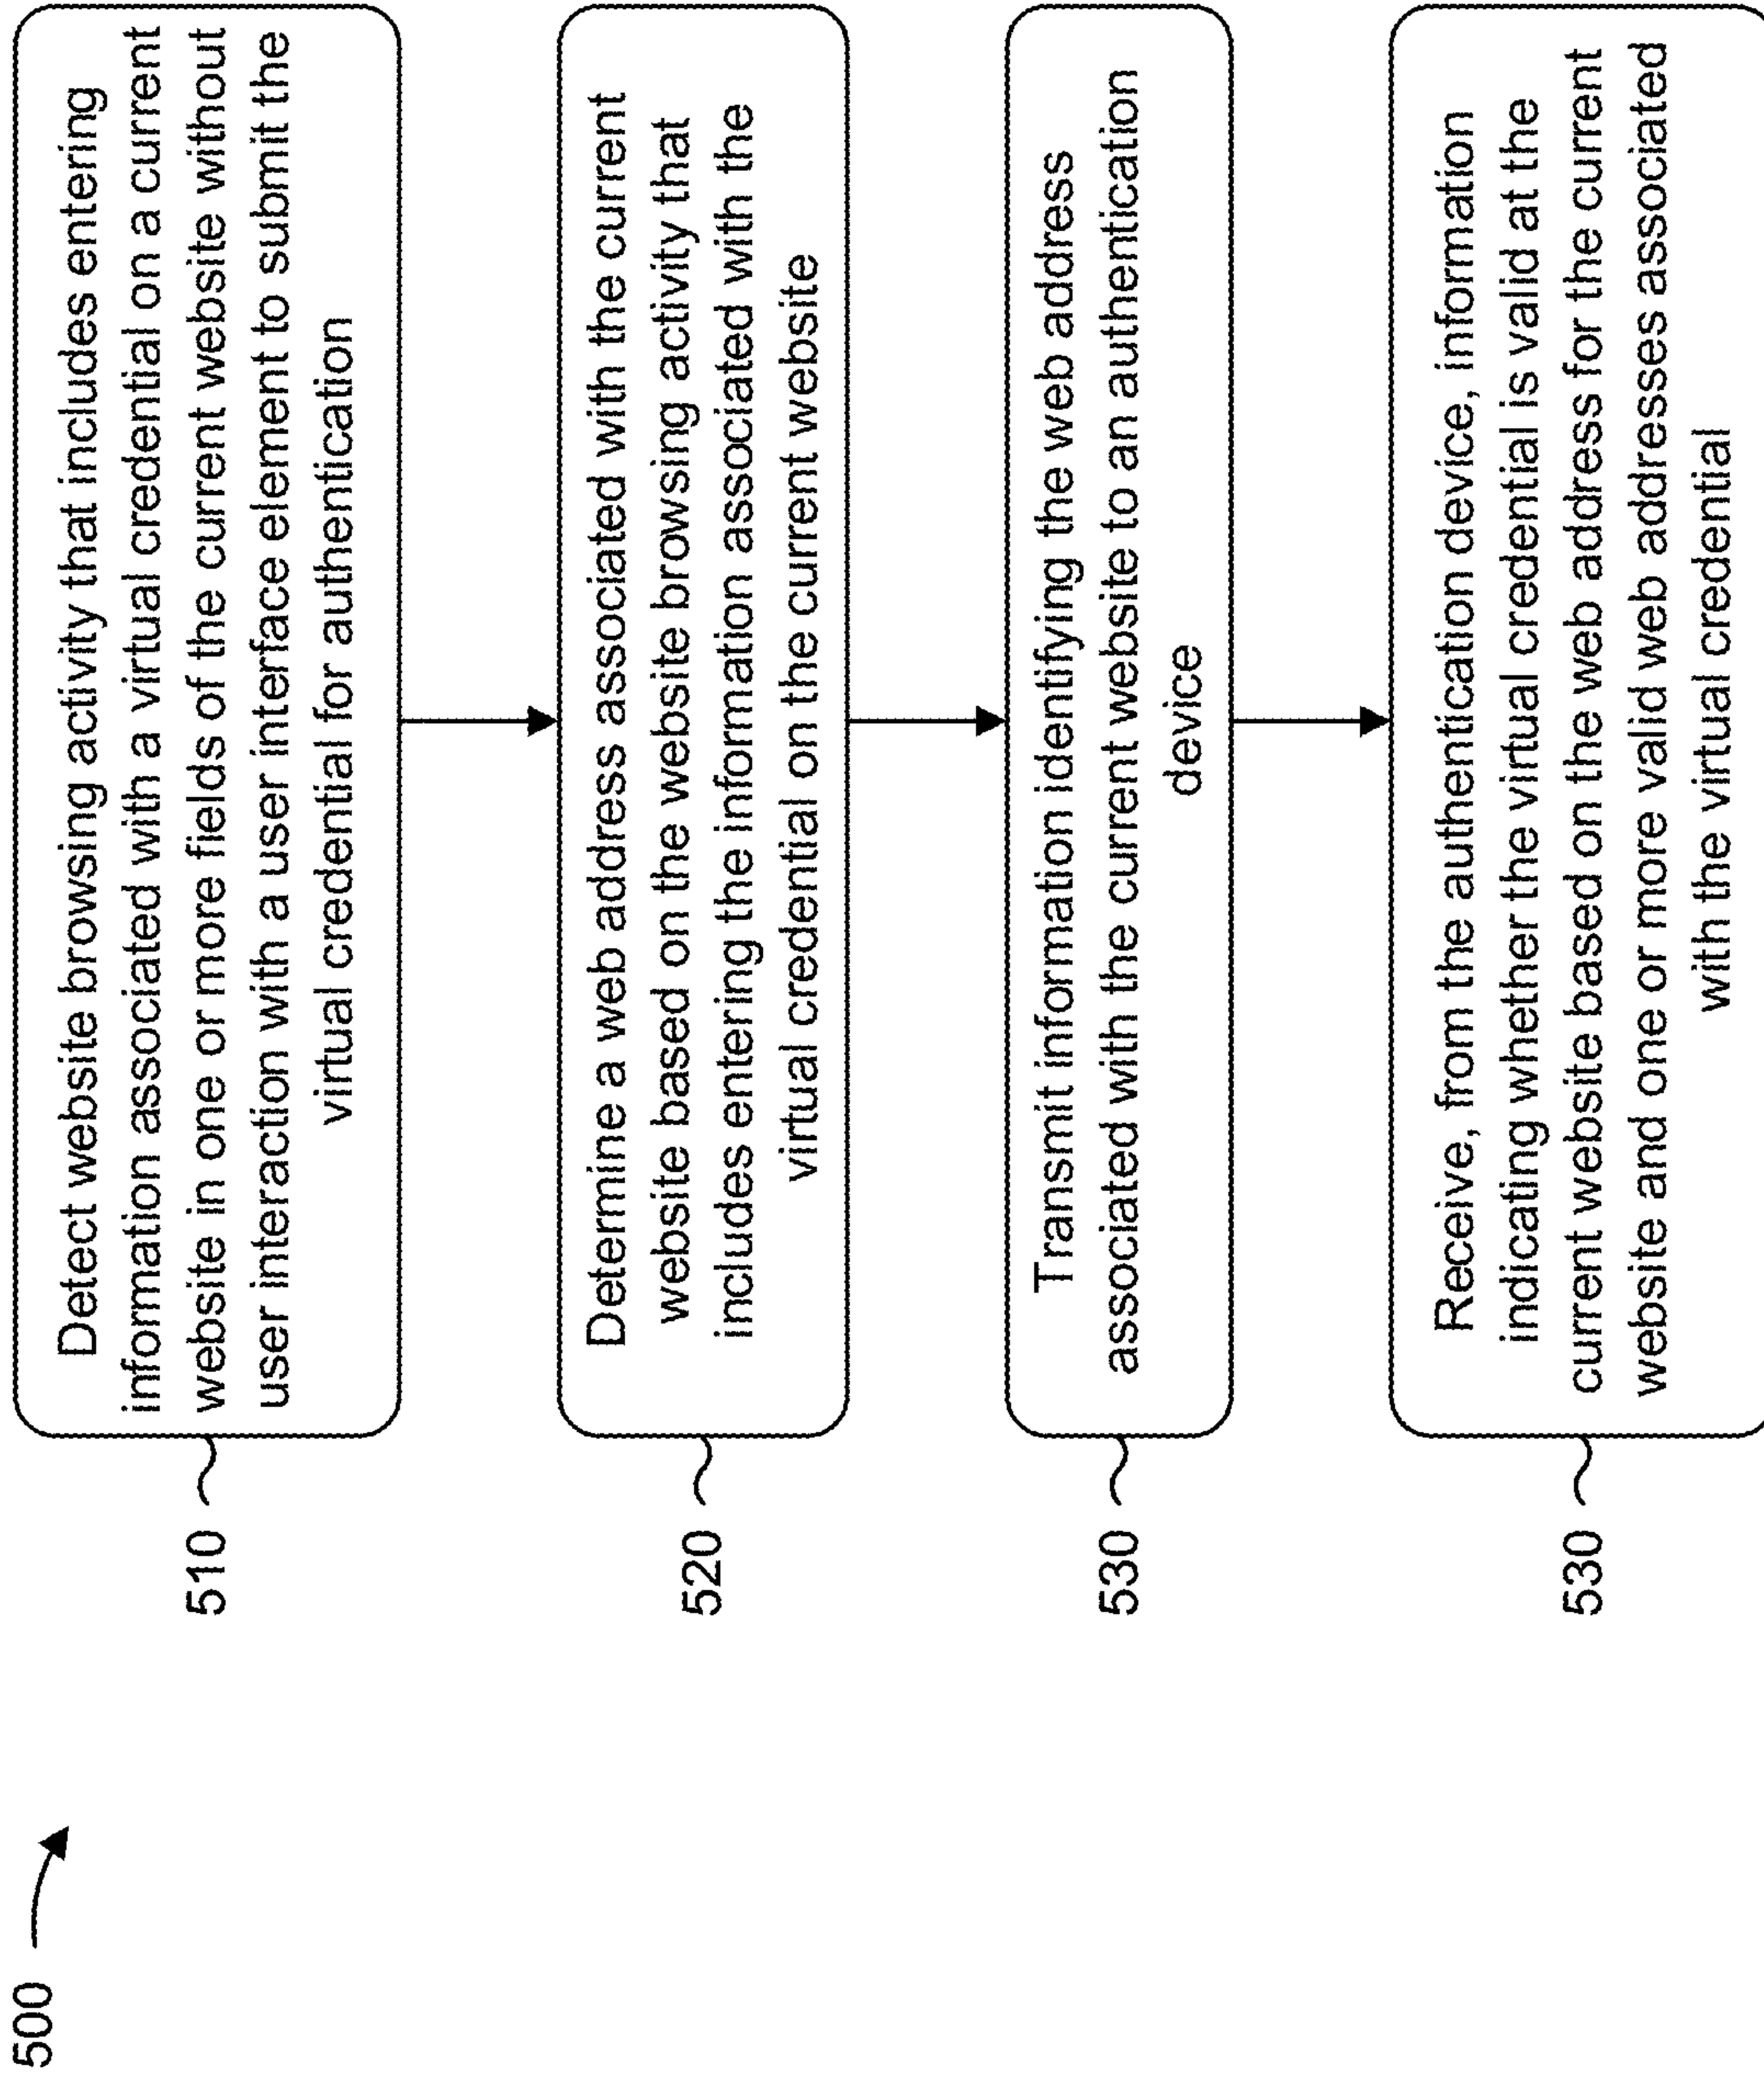 500
510
Detect website browsing activity that includes entering
information associated with a virtual credential on a current
website in one or more fields of the current website without
user interaction with a user interface element to submit the
virtual credential for authentication
520
Determine a web address associated with the current
website based on the website browsing activity that
includes entering the information associated with the
virtual credential on the current website
530
Transmit information identifying the web address
associated with the current website to an authentication
device
530
Receive, from the authentication device, information
indicating whether the virtual credential is valid at the
current website based on the web address for the current
website and one or more valid web addresses associated
with the virtual credential